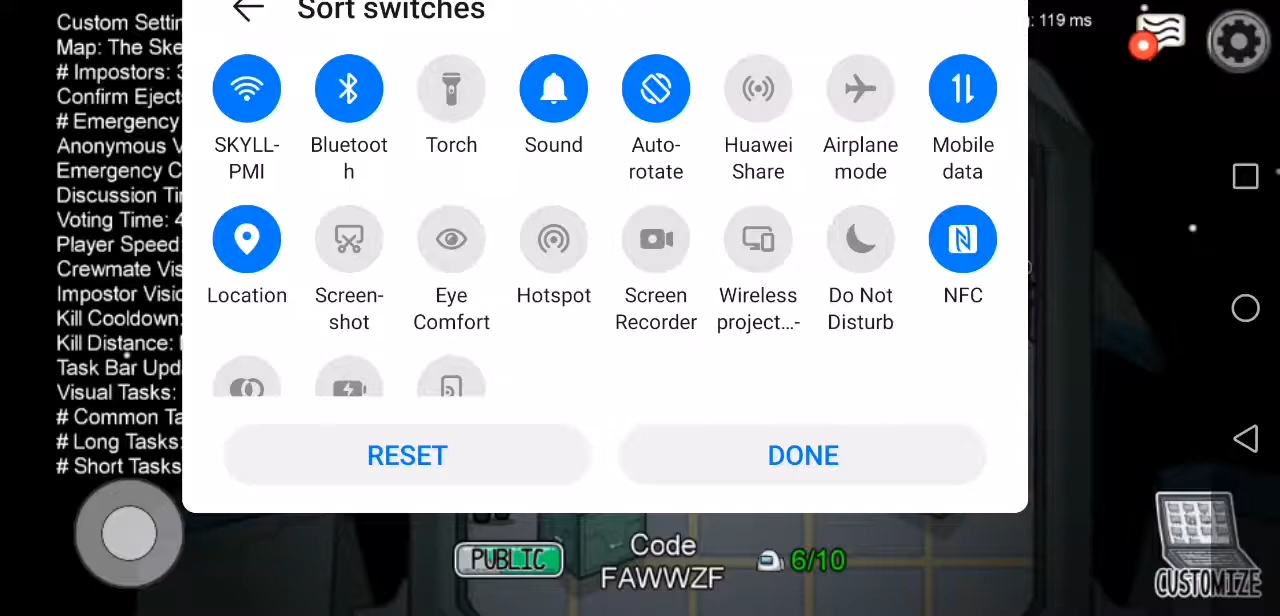 Sort switches
: 119 ms
Custom Settin
Map: The Ske
# Impostors: 3
Confirm Eject
# Emergency
Anonymous V
Emergency C
Discussion Ti
Voting Time: 4
Player Speed
Crewmate Vis
Impostor Visio
Kill Cooldown:
Kill Distance:
Task Bar Upd
Visual Tasks:
# Common Ta
# Long Tasks:
# Short Tasks
SKYLL-
PMI
Bluetoot
h
Torch
Sound
Auto-
rotate
Huawei
Share
Airplane
mode
Mobile
data
Location
Screen-
shot
Eye
Comfort
Hotspot
Screen
Recorder
Wireless
project...-
Do Not
Disturb
NFC
RESET
DONE
PUBLIC
Code
FAWWZF
6/10
CUSTOMIZE